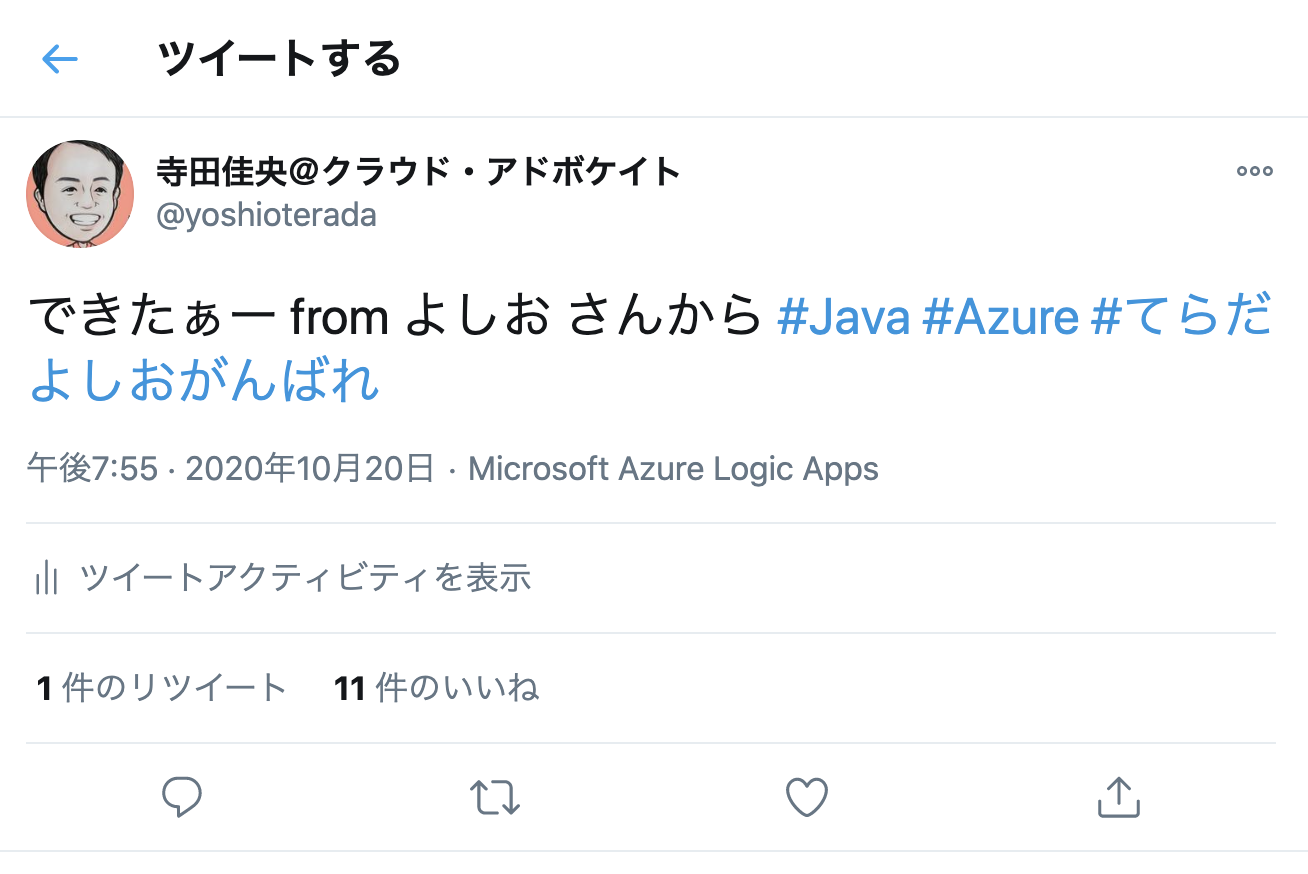 ツイートする
寺田佳央@クラウド・アドボケイト
@yoshioterada
できたぁー from よしお さんから #Java #Azure #てらだ
よしおがんばれ
午後7:55 · 2020年10月20日 · Microsoft Azure Logic Apps
ツイートアクティビティを表示
1 件のリツイート 11 件のいいね